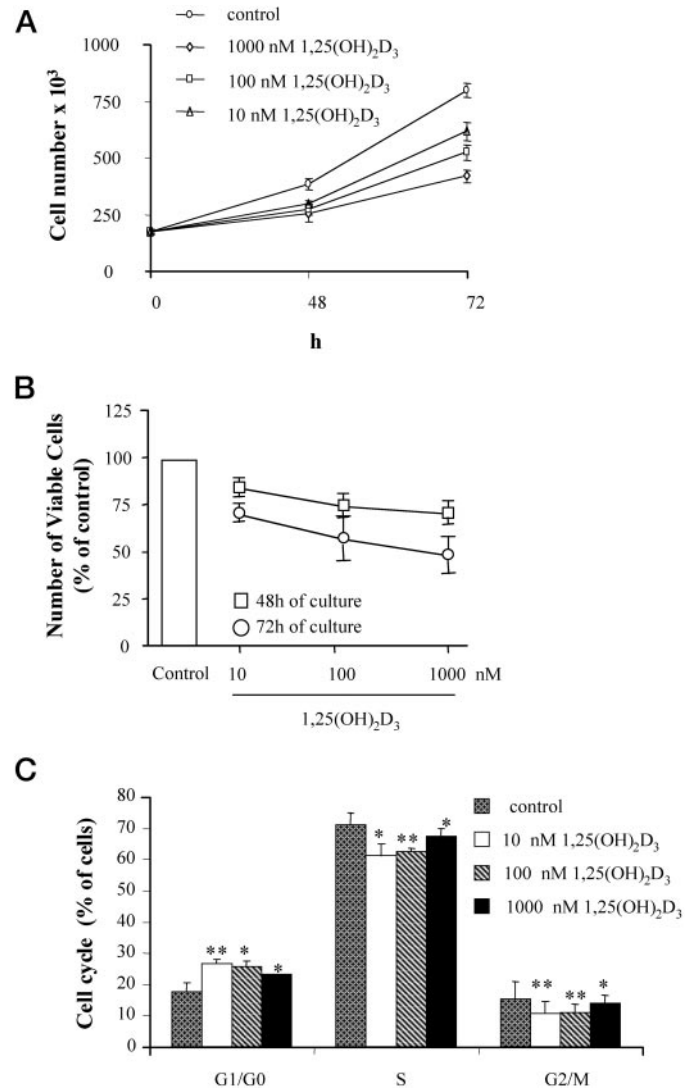 A
control
1000 nM 1,25(OH)₂D₃
100 nM 1,25(OH)₂D₃
10 nM 1,25(OH)₂D₃
Cell number x 10³
1000
750
500
250
0
0 48 72
h
B
Number of Viable Cells
(% of control)
125
100
75
50
25
0
48h of culture
72h of culture
Control 10 100 1000 nM
1,25(OH)₂D₃
C
Cell cycle (% of cells)
80
70
60
50
40
30
20
10
0
control
10 nM 1,25(OH)₂D₃
100 nM 1,25(OH)₂D₃
1000 nM 1,25(OH)₂D₃
** * *
* ** *
** ** *
G1/G0 S G2/M